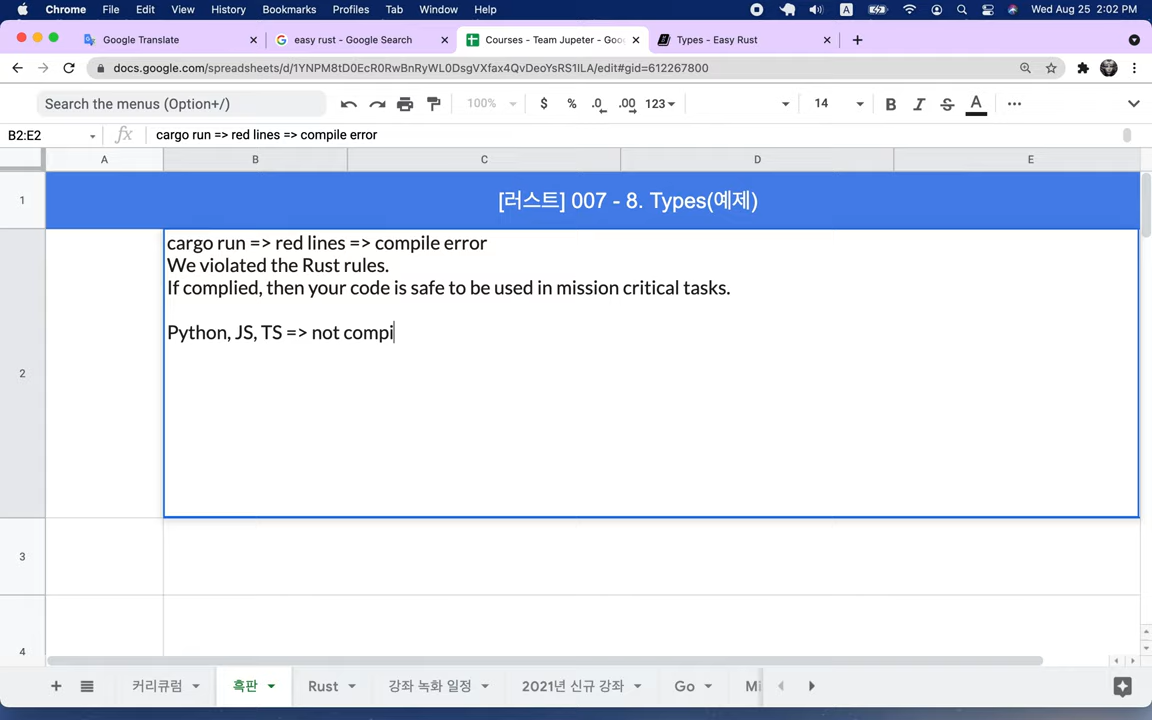 Chrome File Edit View History Bookmarks Profiles Tab Window Help A Wed Aug 25 2:02 PM
Google Translate easy rust - Google Search Courses - Team Jupeter - Goo Types - Easy Rust
docs.google.com/spreadsheets/d/1YNPM8tD0EcR0RwBnRyWL0DsgVXfax4QvDeoYsRS1ILA/edit#gid=612267800
Search the menus (Option+/) 100% $ % .0 .00 123 14 B I S A
B2:E2 fx cargo run => red lines => compile error
A B C D E
1 [러스트] 007 - 8. Types(예제)
2
cargo run => red lines => compile error
We violated the Rust rules.
If complied, then your code is safe to be used in mission critical tasks.
Python, JS, TS => not compi
3
4
커리큐럼 흑판 Rust 강좌 녹화 일정 2021년 신규 강좌 Go Mi